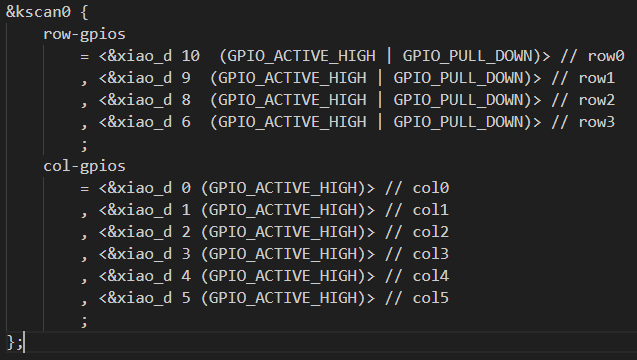 &kscan0 {
    row-gpios
        = <&xiao_d 10  (GPIO_ACTIVE_HIGH | GPIO_PULL_DOWN)> // row0
        , <&xiao_d 9  (GPIO_ACTIVE_HIGH | GPIO_PULL_DOWN)> // row1
        , <&xiao_d 8  (GPIO_ACTIVE_HIGH | GPIO_PULL_DOWN)> // row2
        , <&xiao_d 6  (GPIO_ACTIVE_HIGH | GPIO_PULL_DOWN)> // row3
        ;
    col-gpios
        = <&xiao_d 0 (GPIO_ACTIVE_HIGH)> // col0
        , <&xiao_d 1 (GPIO_ACTIVE_HIGH)> // col1
        , <&xiao_d 2 (GPIO_ACTIVE_HIGH)> // col2
        , <&xiao_d 3 (GPIO_ACTIVE_HIGH)> // col3
        , <&xiao_d 4 (GPIO_ACTIVE_HIGH)> // col4
        , <&xiao_d 5 (GPIO_ACTIVE_HIGH)> // col5
        ;
};